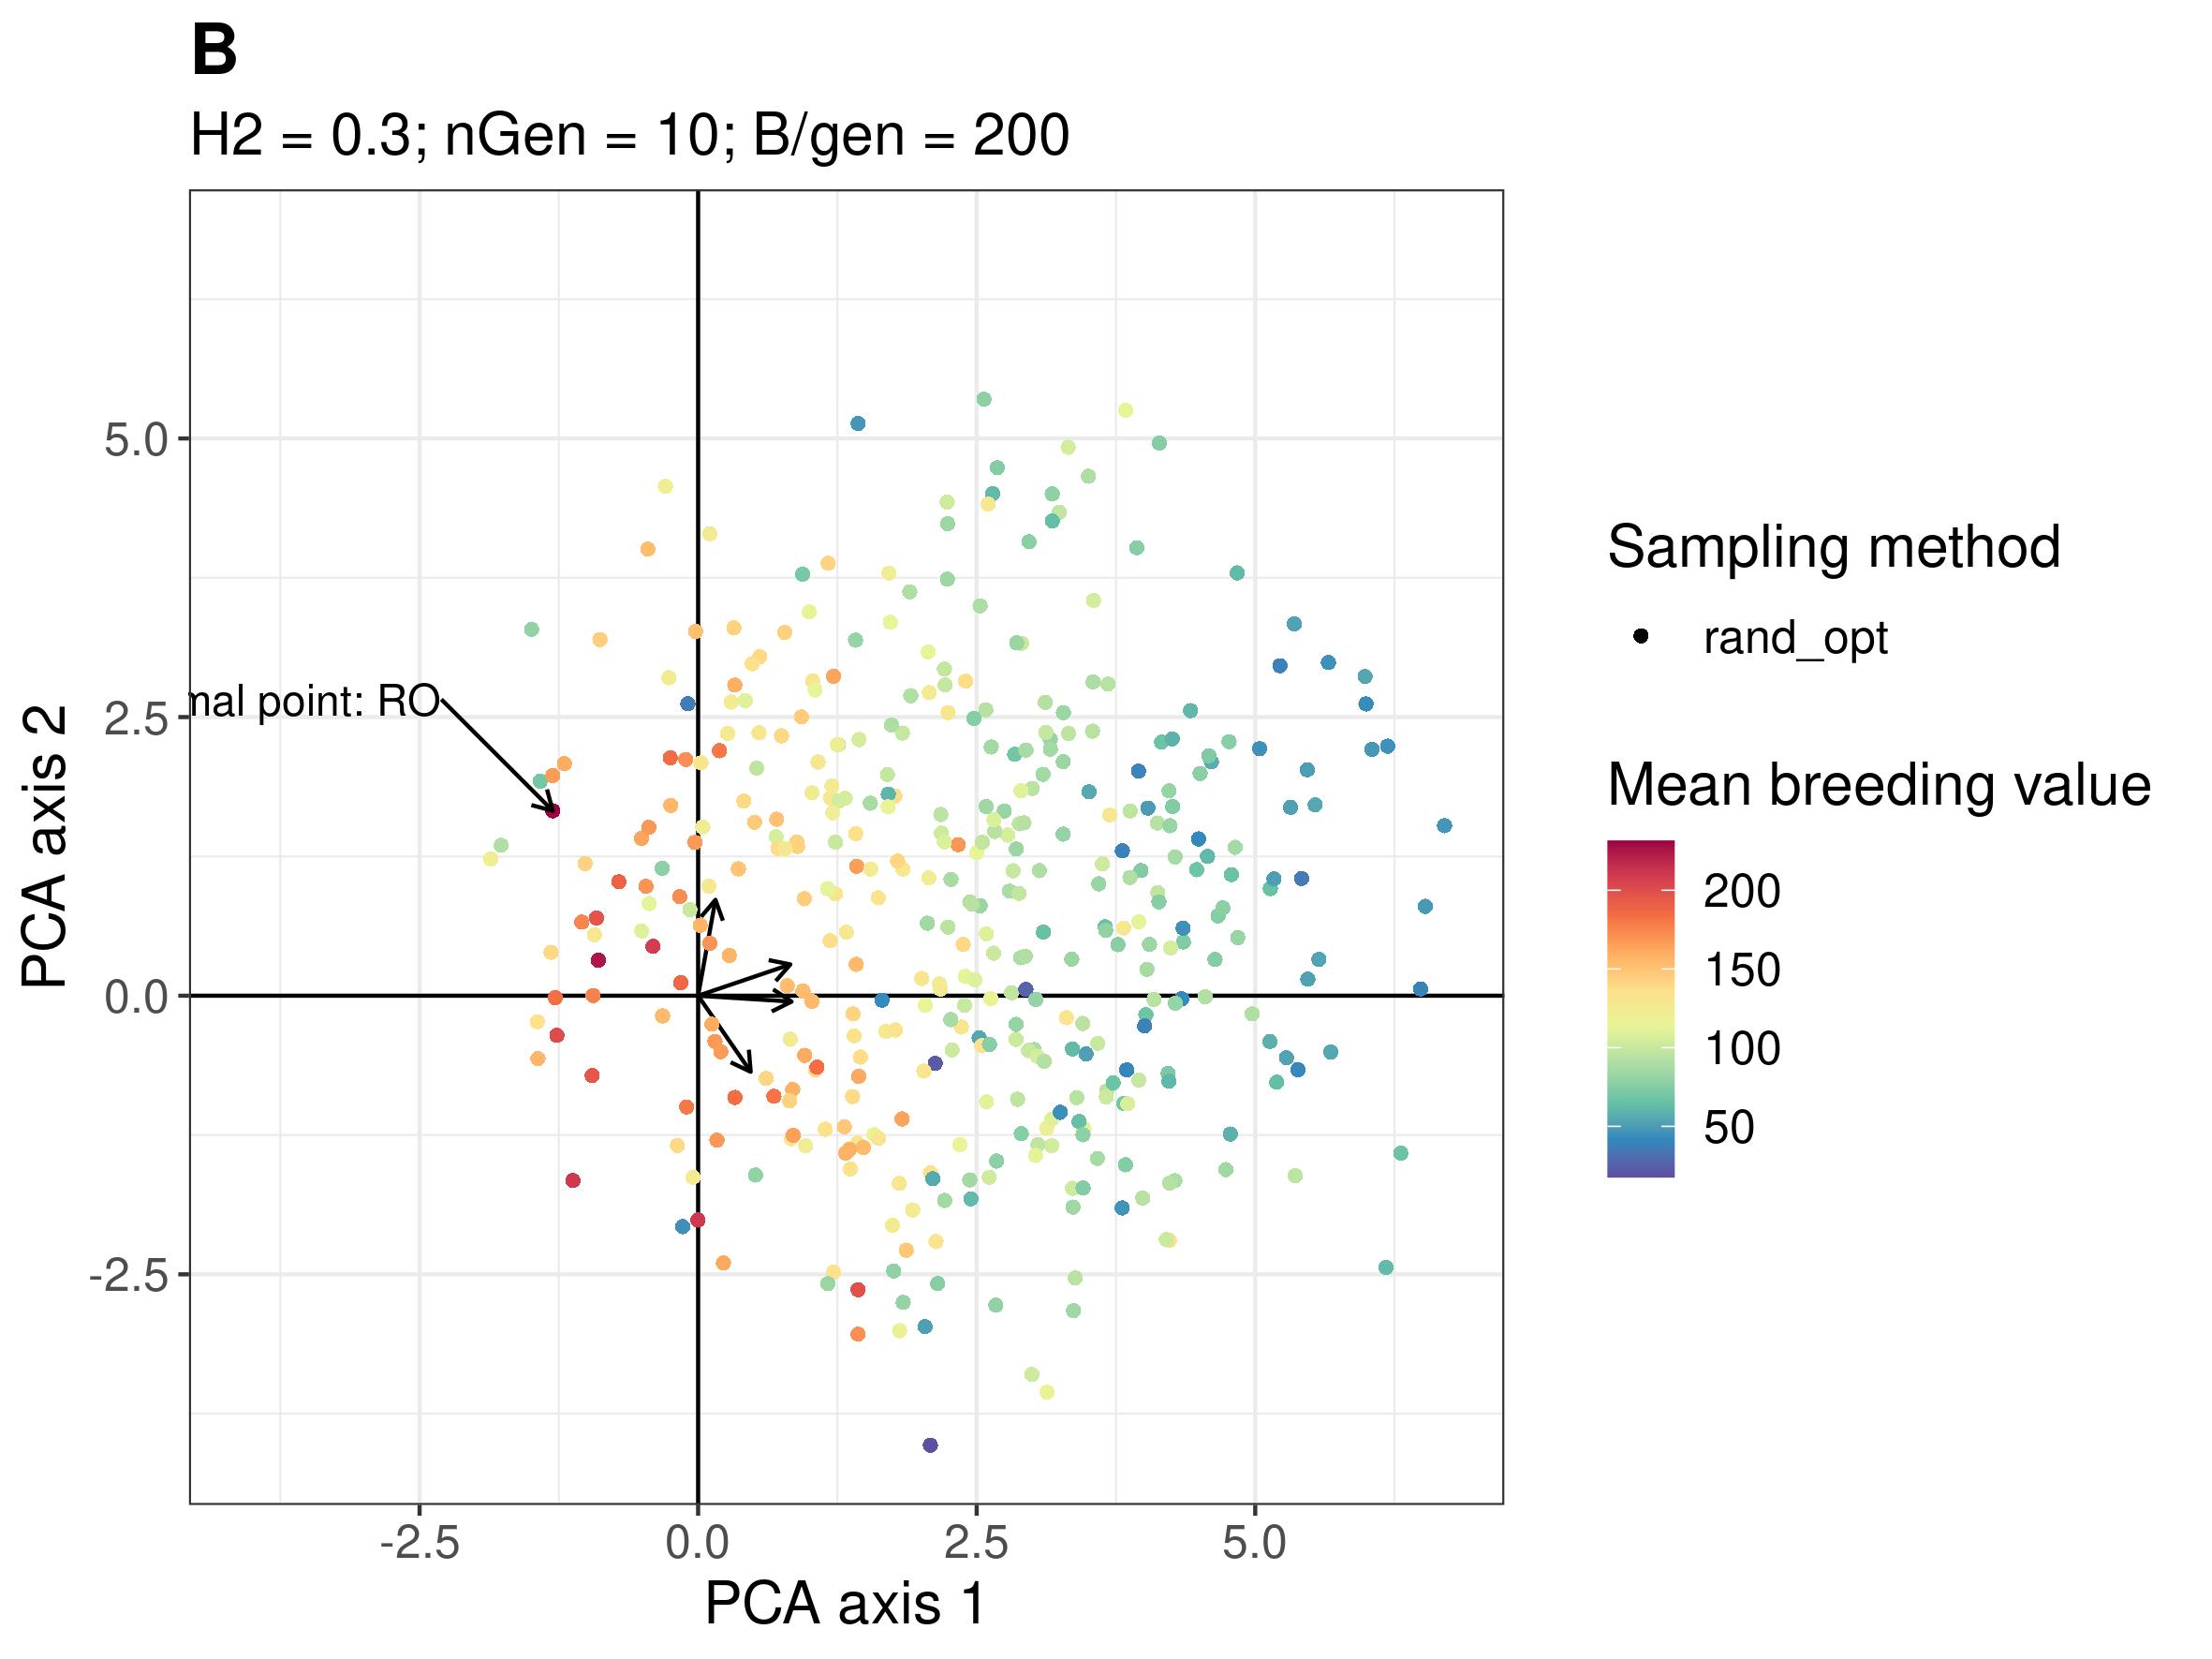 B
H2 = 0.3; nGen = 10; B/gen = 200
5.0
2.5
0.0
-2.5
PCA axis 2
mal point: RO
-2.5
0.0
2.5
5.0
PCA axis 1
Sampling method
rand_opt
Mean breeding value
200
150
100
50